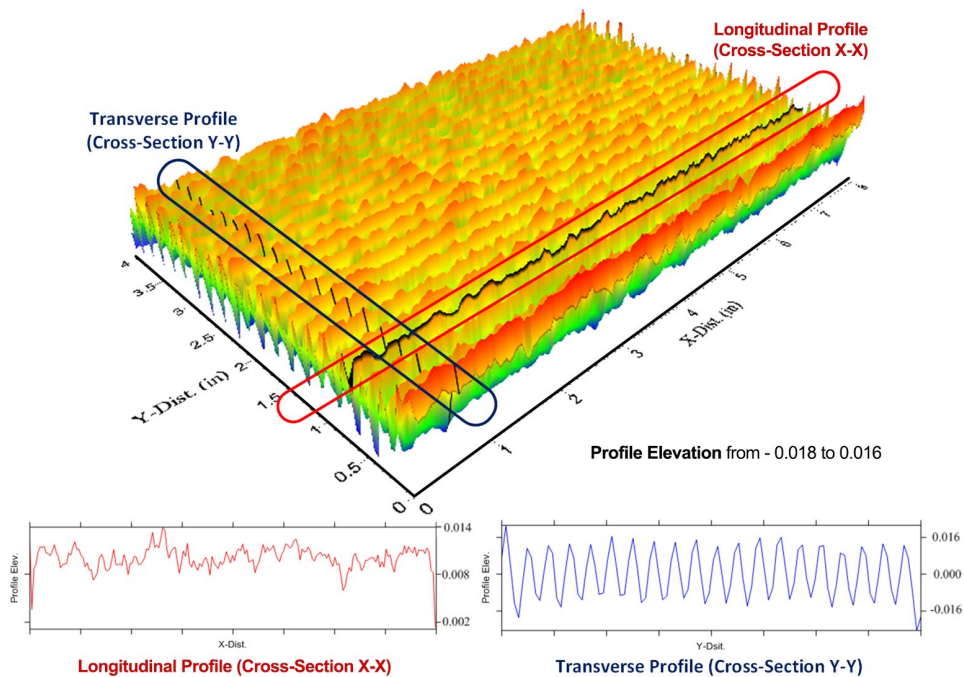 Longitudinal Profile
(Cross-Section X-X)
Transverse Profile
(Cross-Section Y-Y)
4
3.5
3
2.5
2
1.5
1
0.5
0
Y-Dist. (in)
0
1
2
3
4
5
6
7
8
X-Dist. (in)
Profile Elevation from - 0.018 to 0.016
Profile Elev.
0.014
0.008
0.002
X-Dist.
Longitudinal Profile (Cross-Section X-X)
Profile Elev.
0.016
0.000
-0.016
Y-Dsit.
Transverse Profile (Cross-Section Y-Y)